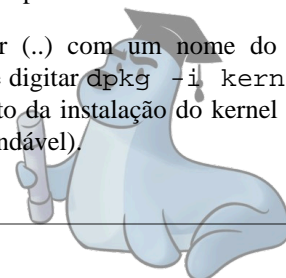 r (..) com um nome do
digitar dpkg -i kern
to da instalação do kernel
ndável).